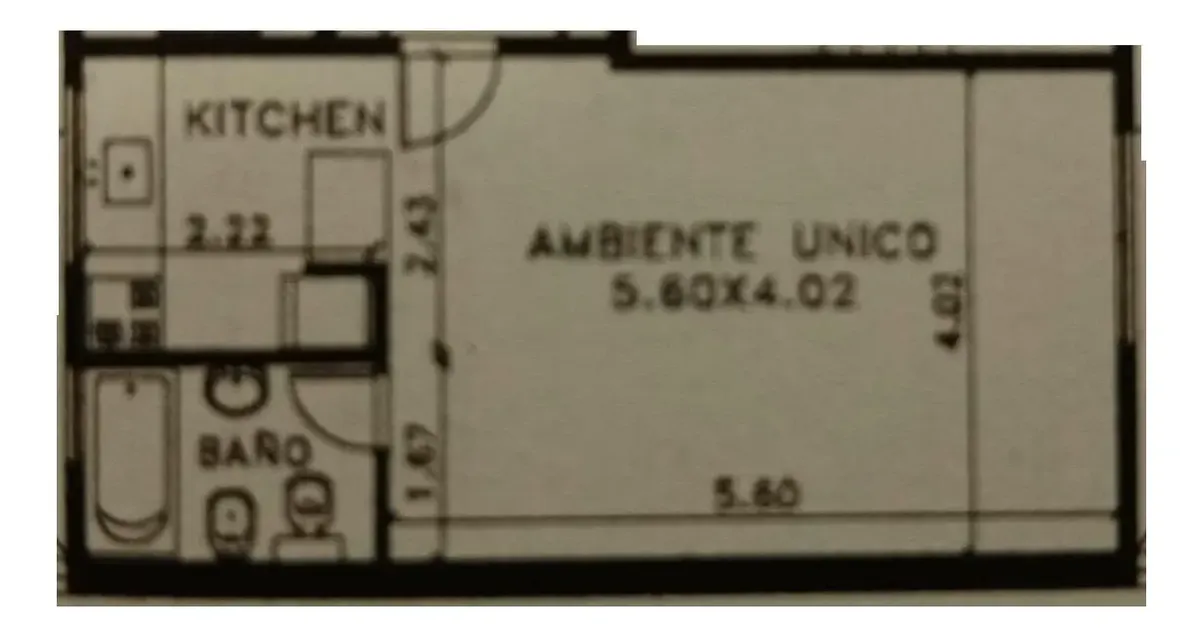 KITCHEN
2.22
2.43
AMBIENTE UNICO
5.60X4.02
4.02
BAÑO
1.67
5.60